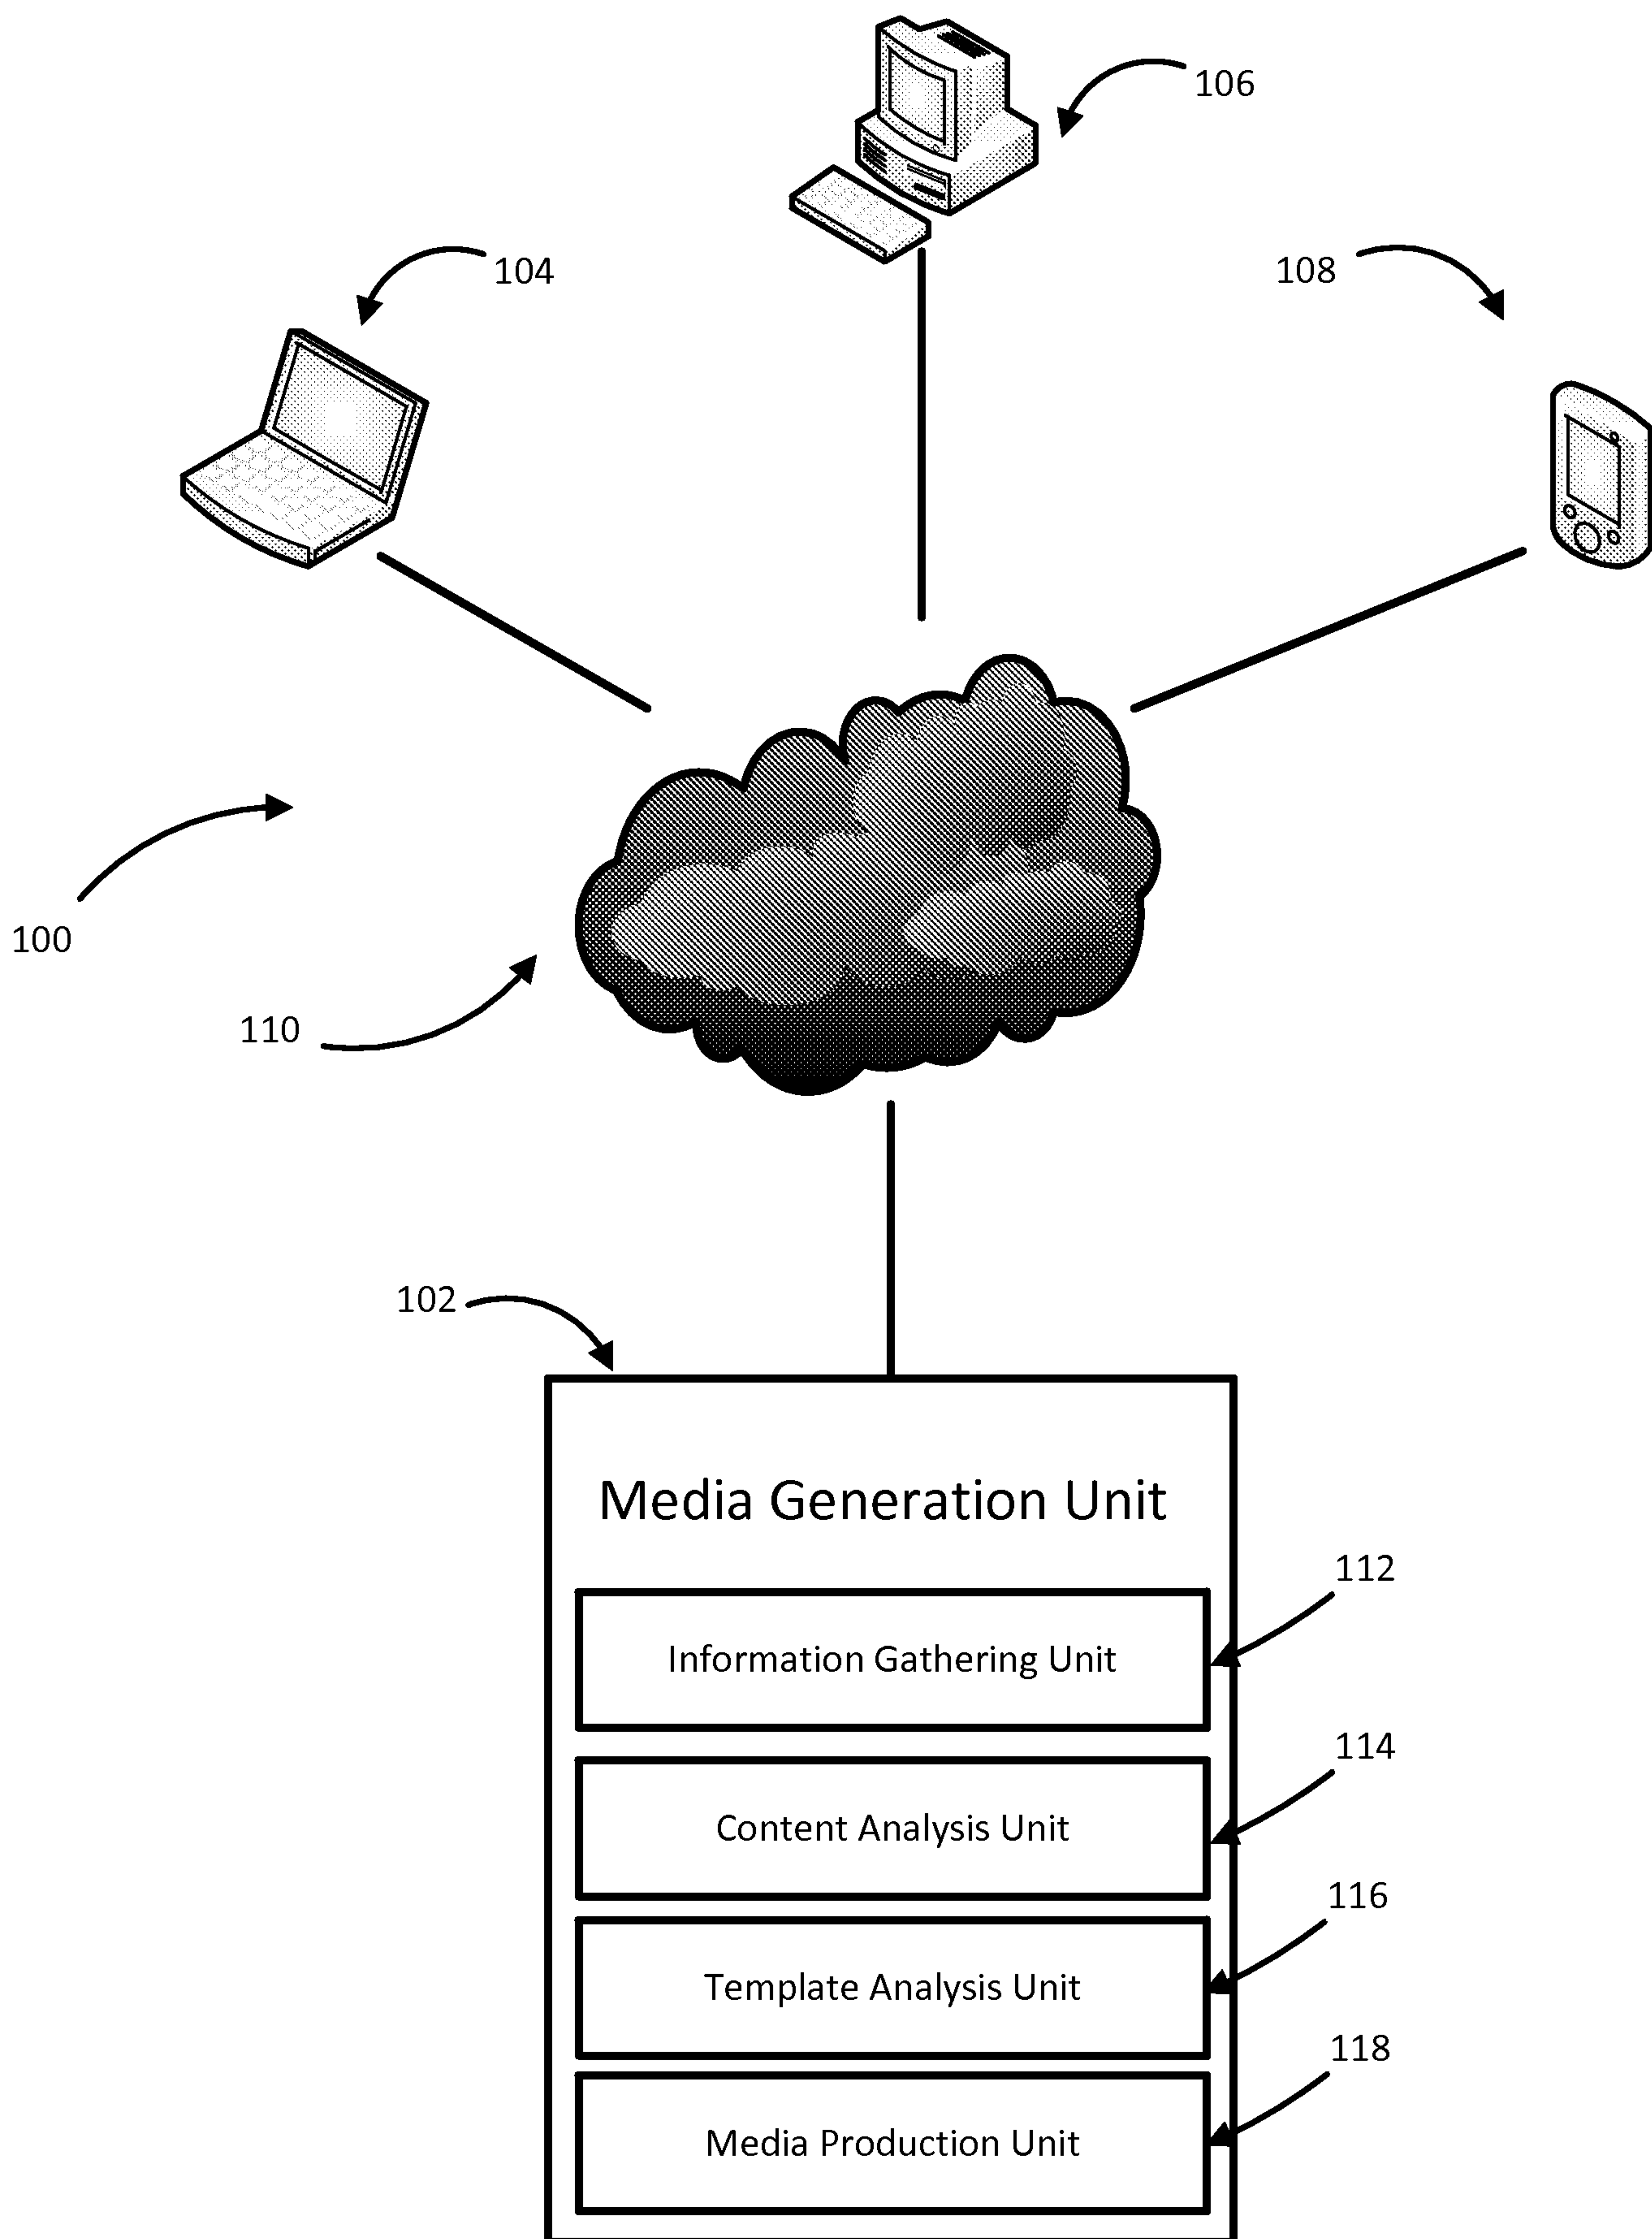 106
104
108
100
110
102
Media Generation Unit
112
Information Gathering Unit
114
Content Analysis Unit
116
Template Analysis Unit
118
Media Production Unit